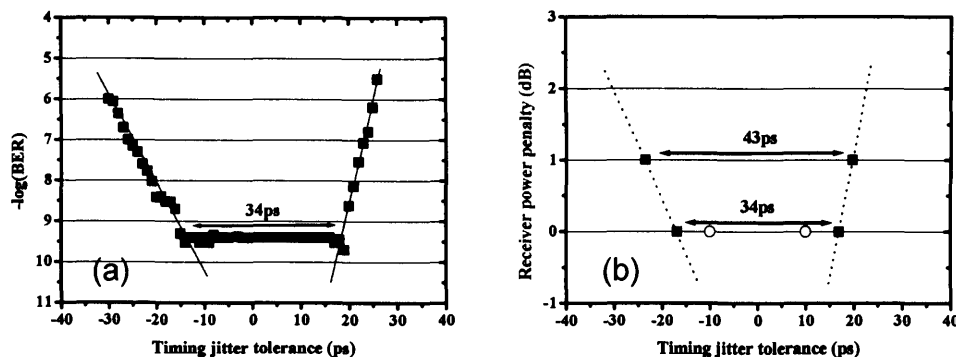 -log(BER)
4
5
6
7
8
9
10
11
34ps
(a)
-40 -30 -20 -10 0 10 20 30 40
Timing jitter tolerance (ps)
Receiver power penalty (dB)
3
2
1
0
-1
43ps
34ps
(b)
-40 -30 -20 -10 0 10 20 30 40
Timing jitter tolerance (ps)